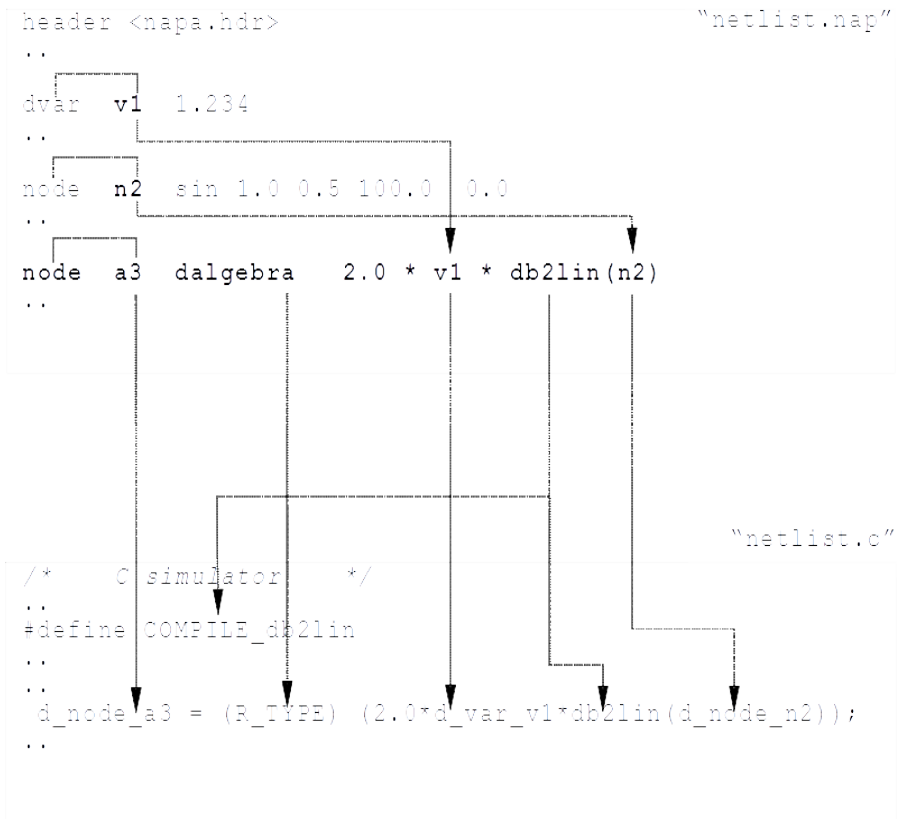 header <napa.hdr>
“netlist.nap”
..
dvar v1 1.234
..
node n2 sin 1.0 0.5 100.0 0.0
..
node a3 dalgebra 2.0 * v1 * db2lin(n2)
..
“netlist.c”
/* C simulator */
..
#define COMPILE_db2lin
..
..
d_node_a3 = (R_TYPE) (2.0*d_var_v1*db2lin(d_node_n2));
..